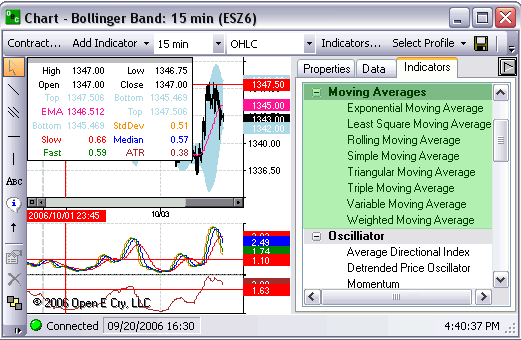 Chart - Bollinger Band: 15 min (ESZ6)
Contract... Add Indicator 15 min OHLC Indicators... Select Profile
Properties Data Indicators
High 1347.00 Low 1346.75
Open 1347.00 Close 1347.00
Top 1347.506 Bottom 1345.469
EMA 1346.512 Top 1347.506
Bottom 1345.469 StdDev 0.51
Slow 0.66 Median 0.57
Fast 0.59 ATR 0.38
1347.50
1345.00
1343.00
1342.00
1340.00
1336.50
Moving Averages
Exponential Moving Average
Least Square Moving Average
Rolling Moving Average
Simple Moving Average
Triangular Moving Average
Triple Moving Average
Variable Moving Average
Weighted Moving Average
Oscilliator
Average Directional Index
Detrended Price Oscillator
Momentum
ABC
2006/10/01 23:45 10/03
2.49
1.74
1.10
1.63
© 2006 Open E Cry, LLC
Connected 09/20/2006 16:30 4:40:37 PM